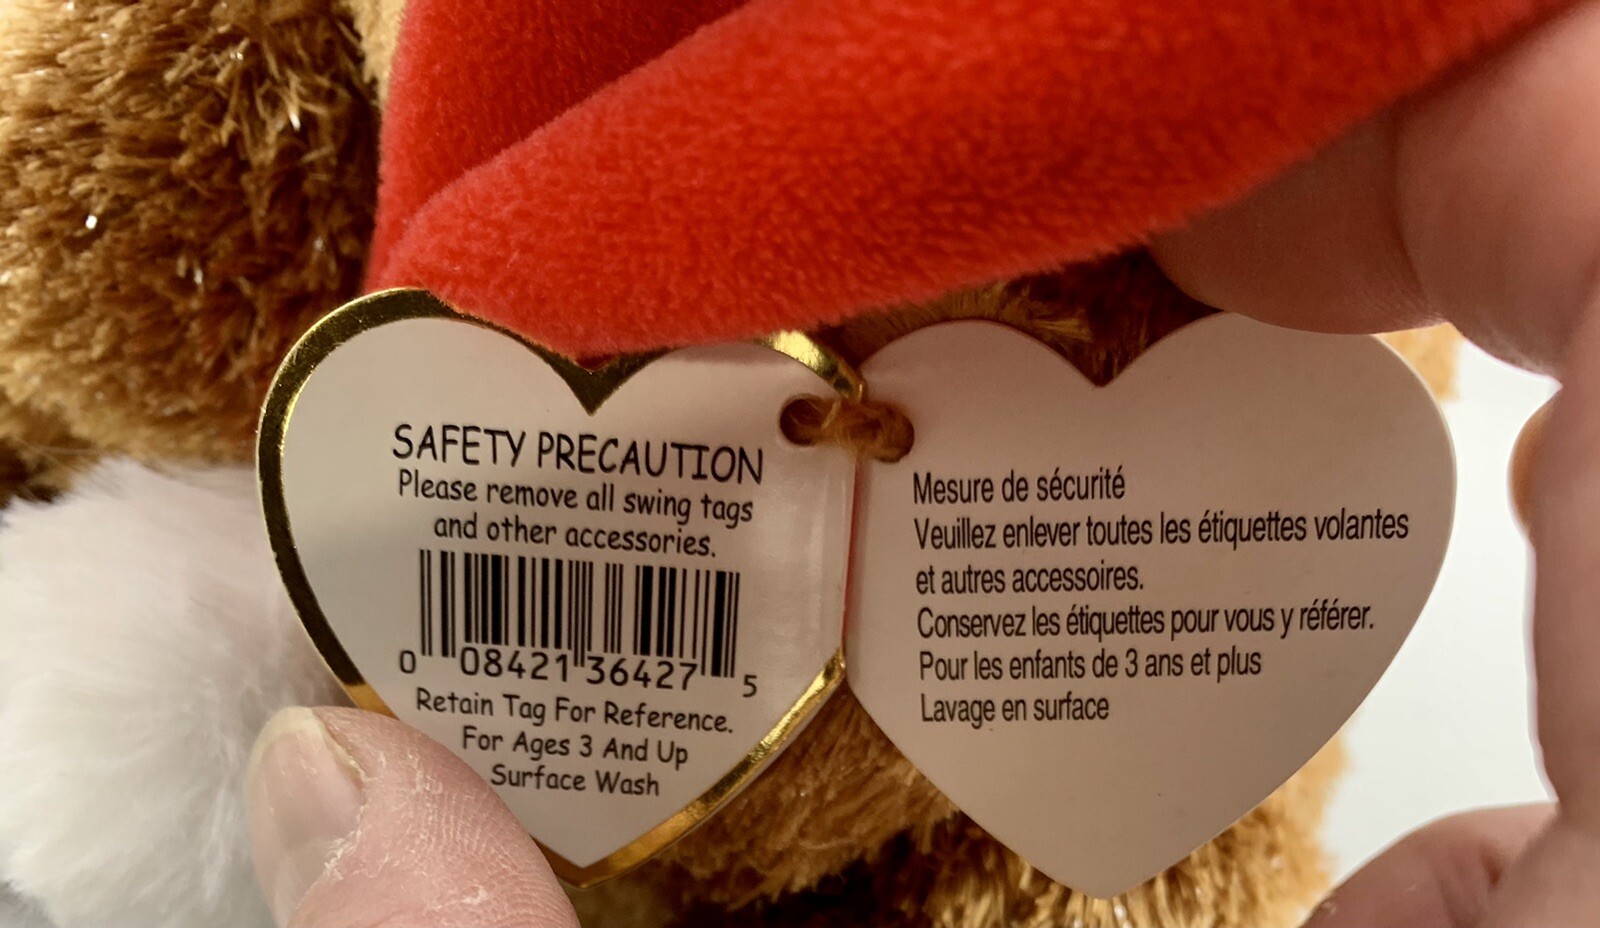 SAFETY PRECAUTION
Please remove all swing tags
and other accessories.
0 08421 36427 5
Retain Tag For Reference.
For Ages 3 And Up
Surface Wash
Mesure de sécurité
Veuillez enlever toutes les étiquettes volantes
et autres accessoires.
Conservez les étiquettes pour vous y référer.
Pour les enfants de 3 ans et plus
Lavage en surface